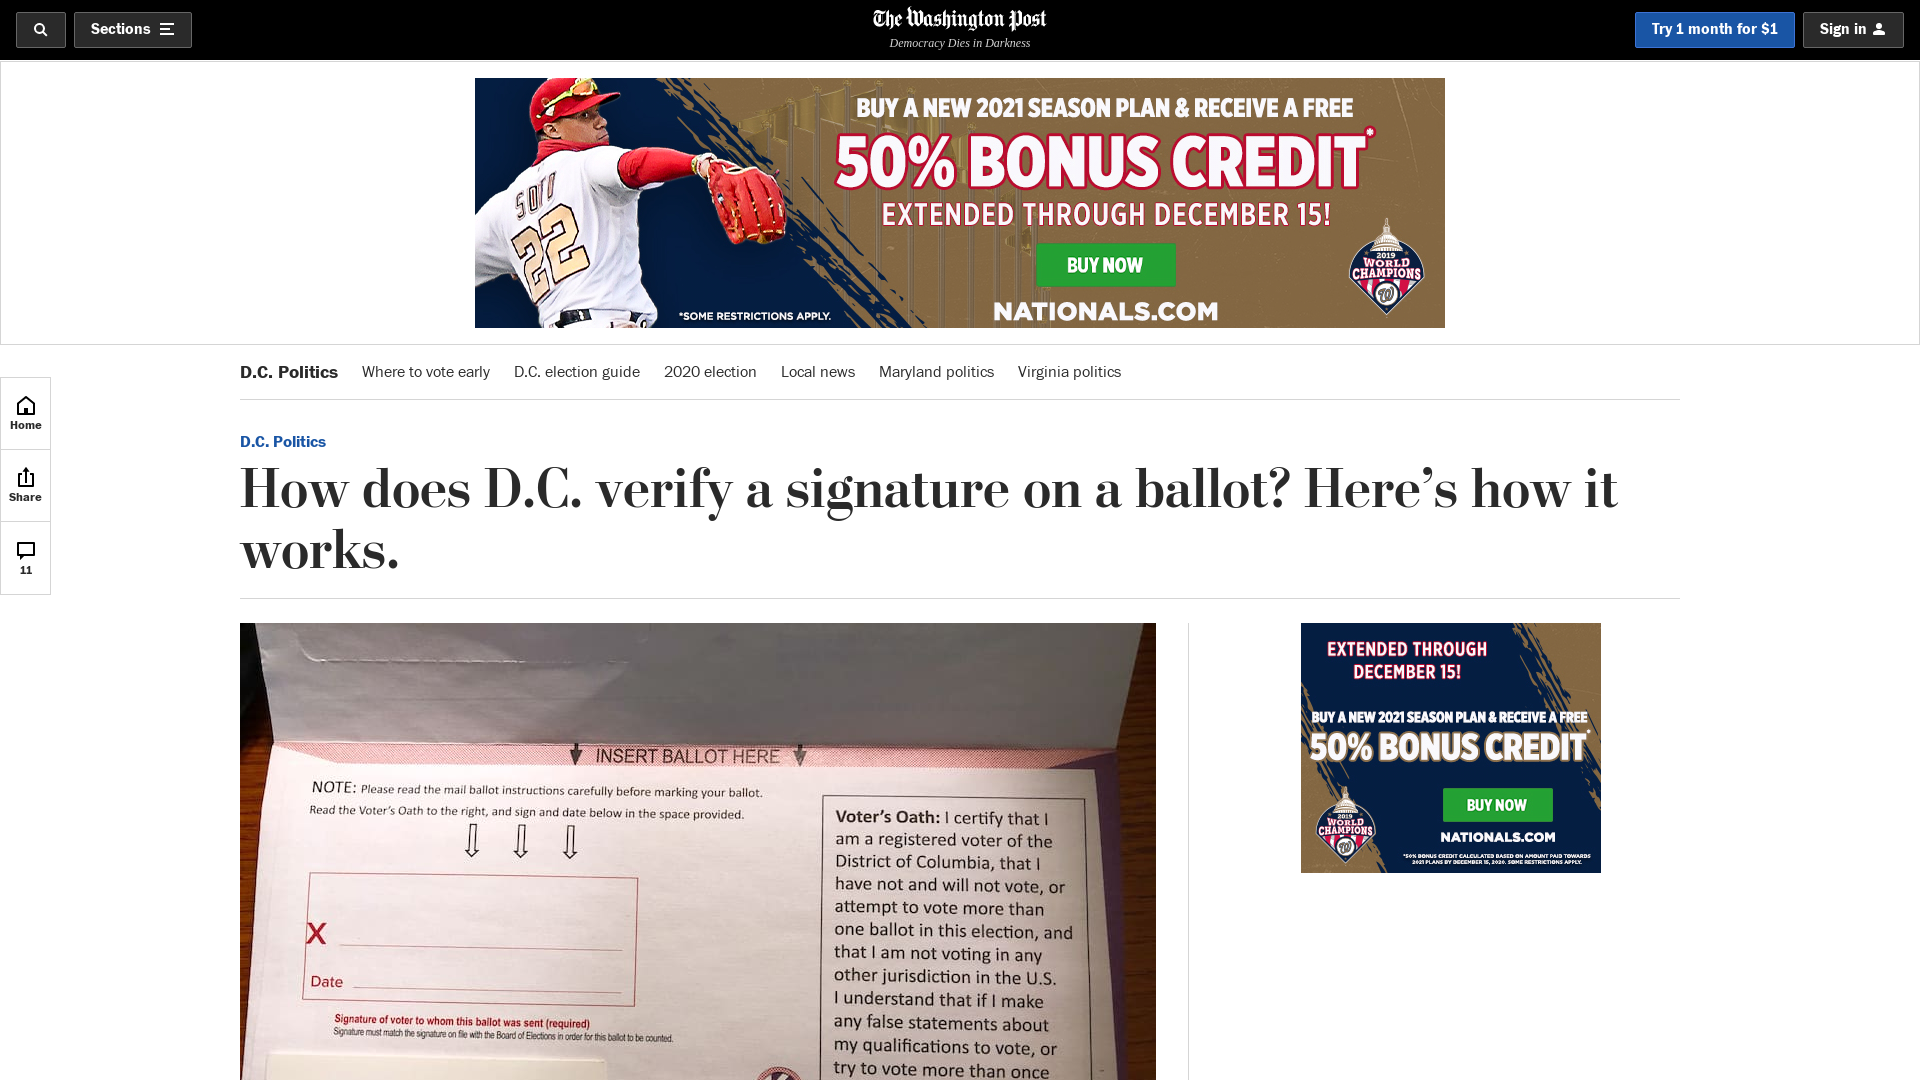 Sections
The Washington Post
Democracy Dies in Darkness
Try 1 month for $1
Sign in
SOTO
22
BUY A NEW 2021 SEASON PLAN & RECEIVE A FREE
50% BONUS CREDIT*
EXTENDED THROUGH DECEMBER 15!
BUY NOW
NATIONALS.COM
*SOME RESTRICTIONS APPLY.
2019
WORLD
CHAMPIONS
W
D.C. Politics Where to vote early D.C. election guide 2020 election Local news Maryland politics Virginia politics
Home
Share
11
D.C. Politics
How does D.C. verify a signature on a ballot? Here’s how it
works.
INSERT BALLOT HERE
NOTE: Please read the mail ballot instructions carefully before marking your ballot.
Read the Voter’s Oath to the right, and sign and date below in the space provided.
X
Date
Signature of voter to whom this ballot was sent (required)
Signature must match the signature on file with the Board of Elections in order for this ballot to be counted.
Voter’s Oath: I certify that I
am a registered voter of the
District of Columbia, that I
have not and will not vote, or
attempt to vote more than
one ballot in this election, and
that I am not voting in any
other jurisdiction in the U.S.
I understand that if I make
any false statements about
my qualifications to vote, or
try to vote more than once
EXTENDED THROUGH
DECEMBER 15!
BUY A NEW 2021 SEASON PLAN & RECEIVE A FREE
50% BONUS CREDIT*
BUY NOW
NATIONALS.COM
2019
WORLD
CHAMPIONS
W
*50% BONUS CREDIT CALCULATED BASED ON AMOUNT PAID TOWARDS
2021 PLANS BY DECEMBER 15, 2020. SOME RESTRICTIONS APPLY.